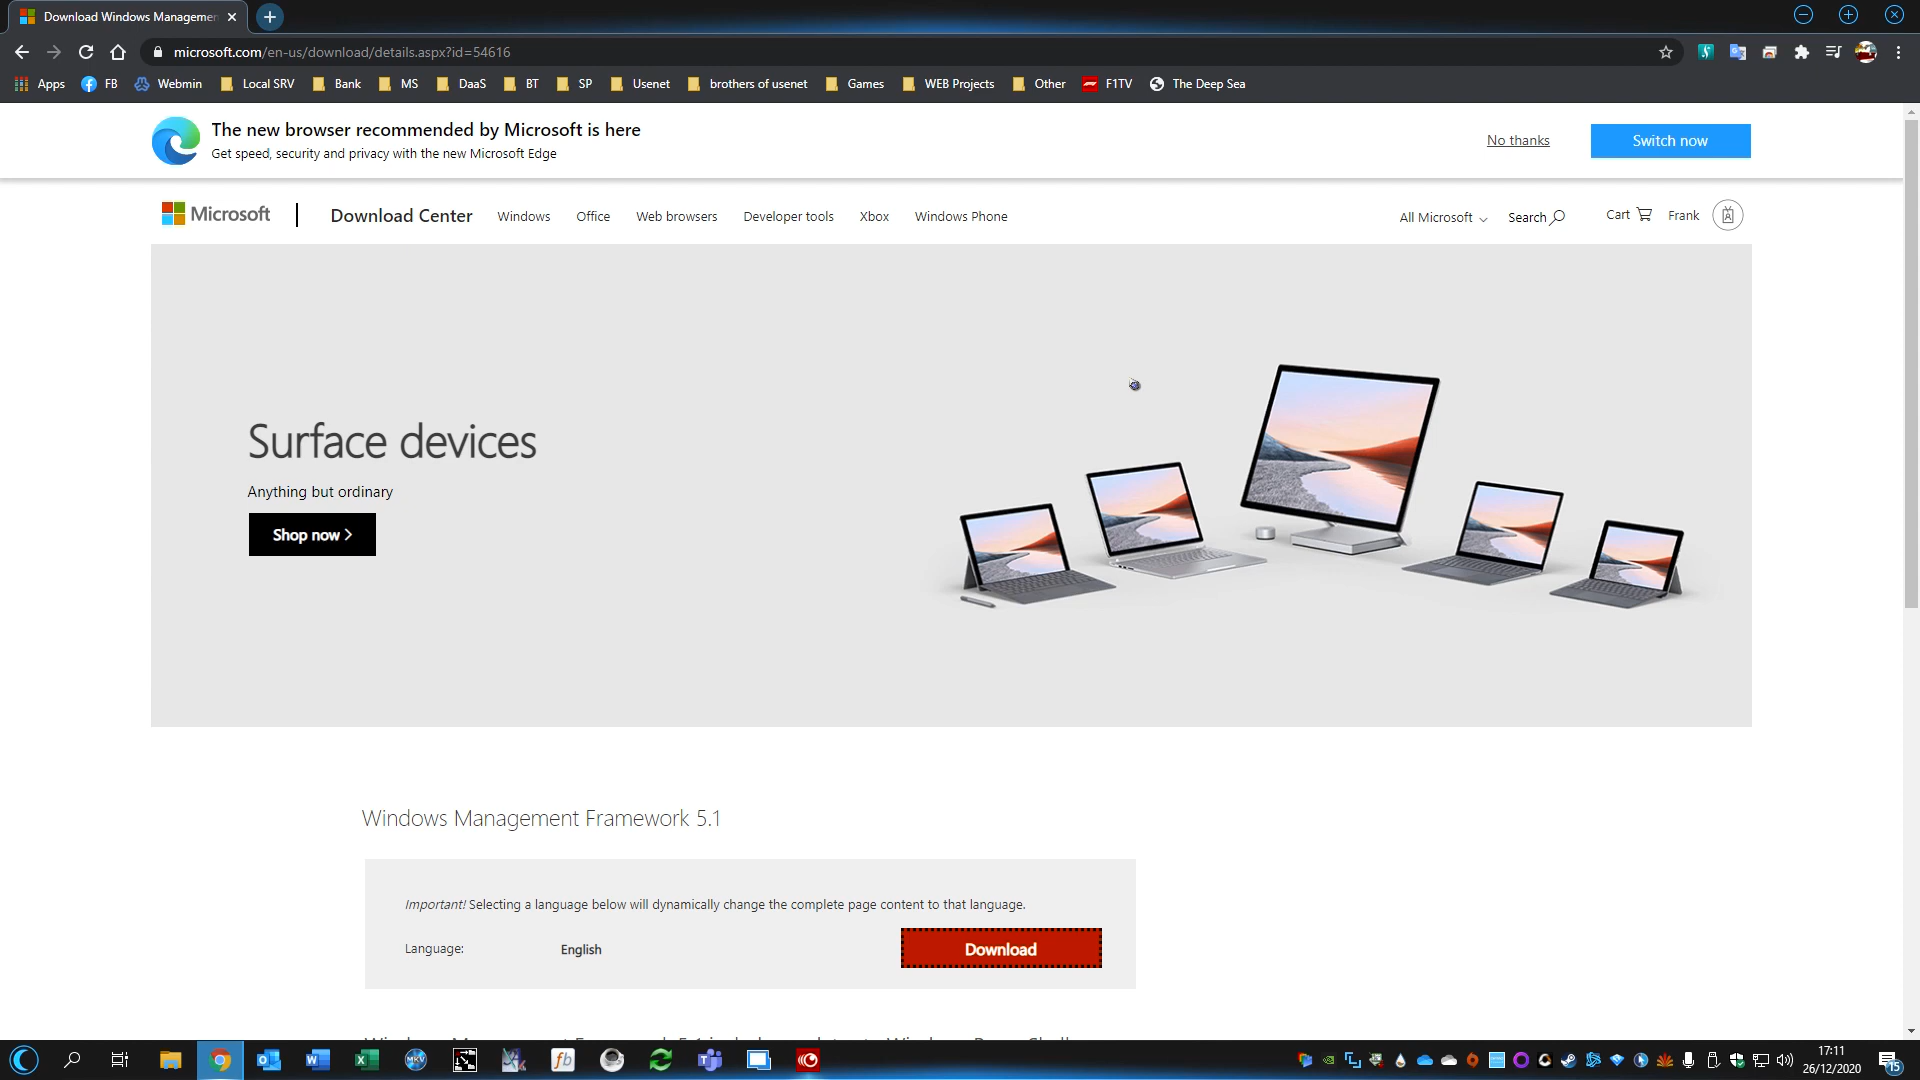 Download Windows Managemen
microsoft.com/en-us/download/details.aspx?id=54616
Apps FB Webmin Local SRV Bank MS DaaS BT SP Usenet brothers of usenet Games WEB Projects Other F1TV The Deep Sea
The new browser recommended by Microsoft is here
Get speed, security and privacy with the new Microsoft Edge
No thanks
Switch now
Microsoft
Download Center Windows Office Web browsers Developer tools Xbox Windows Phone
All Microsoft Search Cart Frank
Surface devices
Anything but ordinary
Shop now
Windows Management Framework 5.1
Important! Selecting a language below will dynamically change the complete page content to that language.
Language: English Download
17:11
26/12/2020
15